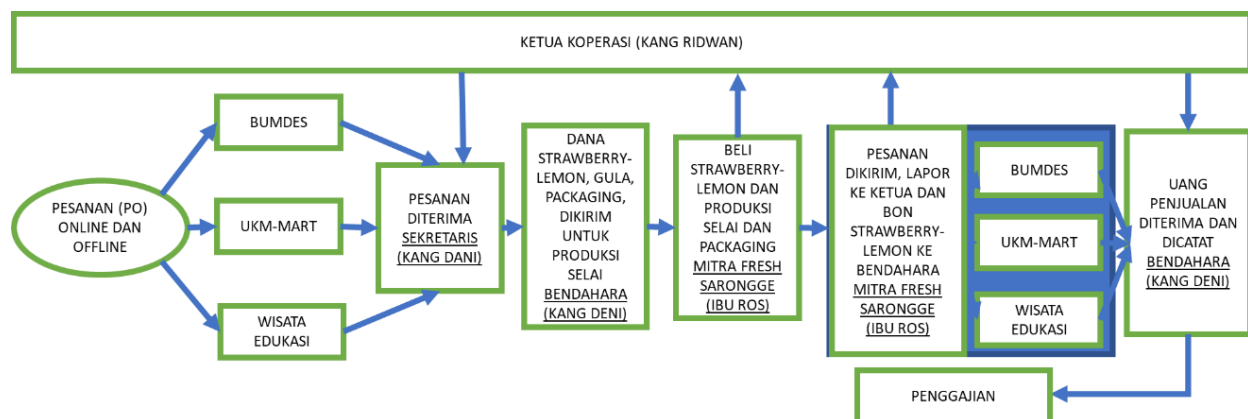 KETUA KOPERASI (KANG RIDWAN)
PESANAN (PO)
ONLINE DAN
OFFLINE
BUMDES
UKM-MART
WISATA
EDUKASI
PESANAN
DITERIMA
SEKRETARIS
(KANG DANI)
DANA
STRAWBERRY-
LEMON, GULA,
PACKAGING,
DIKIRIM
UNTUK
PRODUKSI
SELAI
BENDAHARA
(KANG DENI)
BELI
STRAWBERRY-
LEMON DAN
PRODUKSI
SELAI DAN
PACKAGING
MITRA FRESH
SARONGGE
(IBU ROS)
PESANAN
DIKIRIM, LAPOR
KE KETUA DAN
BON
STRAWBERRY-
LEMON KE
BENDAHARA
MITRA FRESH
SARONGGE
(IBU ROS)
BUMDES
UKM-MART
WISATA
EDUKASI
UANG
PENJUALAN
DITERIMA DAN
DICATAT
BENDAHARA
(KANG DENI)
PENGGAJIAN